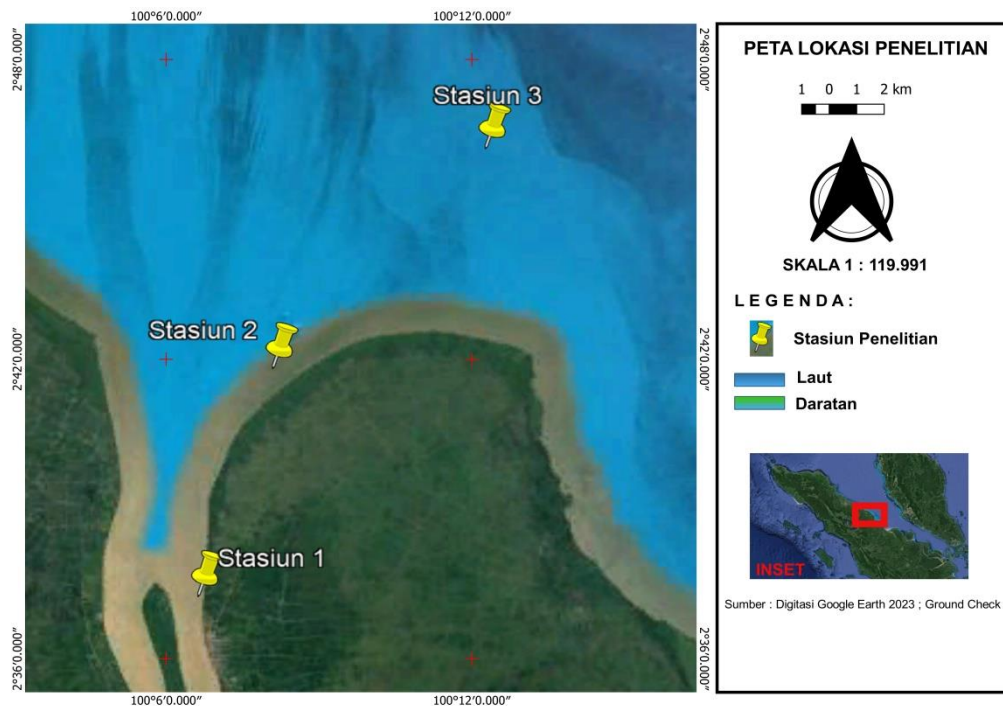 100°6'0.000"
100°12'0.000"
2°48'0.000"
2°48'0.000"
Stasiun 3
Stasiun 2
2°42'0.000"
2°42'0.000"
Stasiun 1
2°36'0.000"
2°36'0.000"
100°6'0.000"
100°12'0.000"
PETA LOKASI PENELITIAN
1 0 1 2 km
SKALA 1 : 119.991
L E G E N D A :
Stasiun Penelitian
Laut
Daratan
INSET
Sumber : Digitasi Google Earth 2023 ; Ground Check